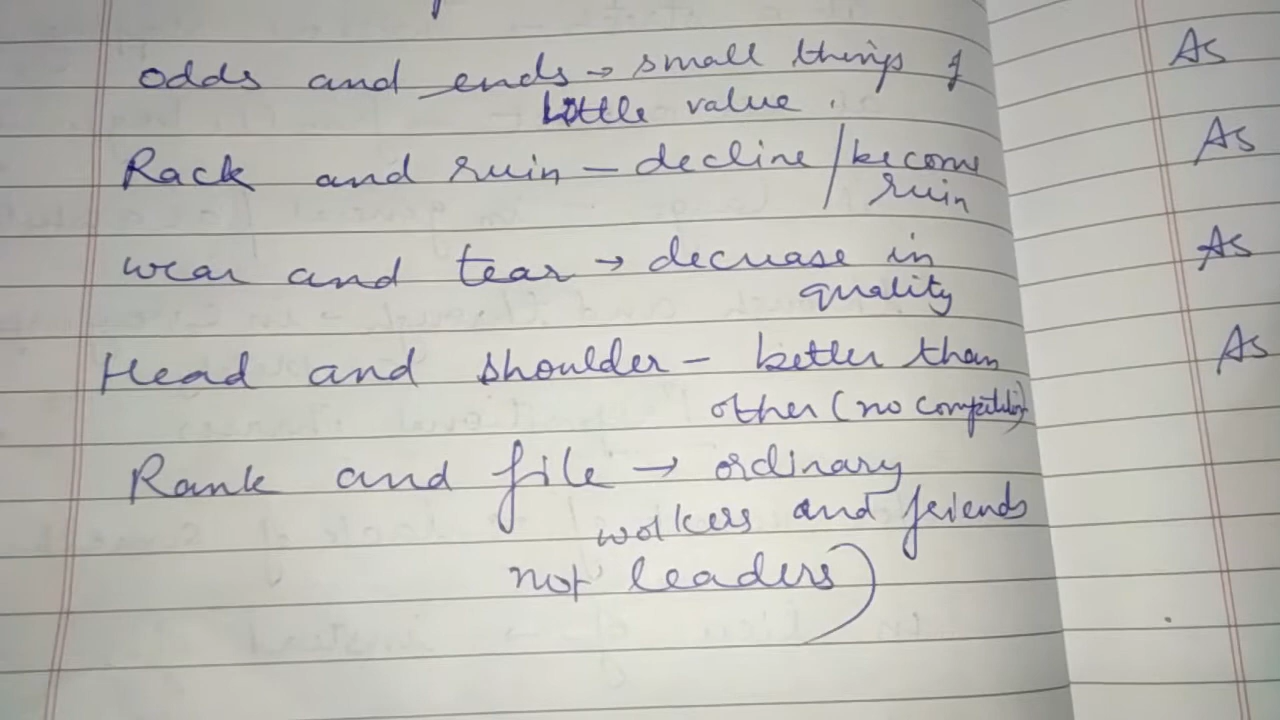 odds and ends → small things of
little value.
Rack and ruin – decline / become
ruin
wear and tear → decrease in
quality
Head and shoulder – better than
other (no competitor)
Rank and file → ordinary
workers and friends
not leaders)
As
As
As
As